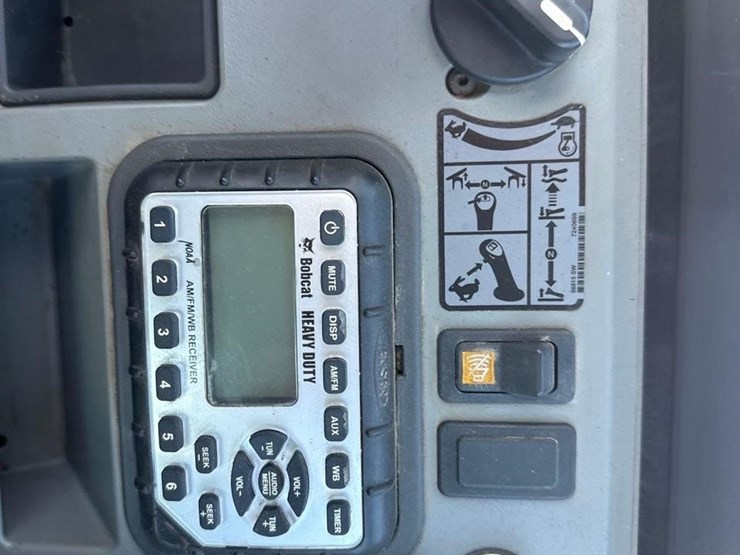 Bobcat HEAVY DUTY
MUTE
DISP
AM/FM
AUX
WB
TIMER
NOAA AM/FM/WB RECEIVER
1
2
3
4
5
6
TUN
-
VOL+
AUDIO
MENU
VOL-
TUN
+
SEEK
-
SEEK
+
N
N